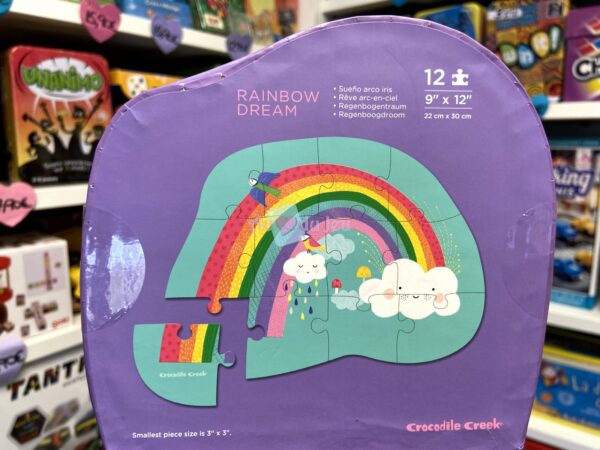 RAINBOW
DREAM
• Sueño arco iris
• Rêve arc-en-ciel
• Regenbogentraum
• Regenboogdroom
12
9" x 12"
22 cm x 30 cm
Crocodile Creek
Smallest piece size is 3" x 3".
Crocodile Creek
UNANIMO
TANT